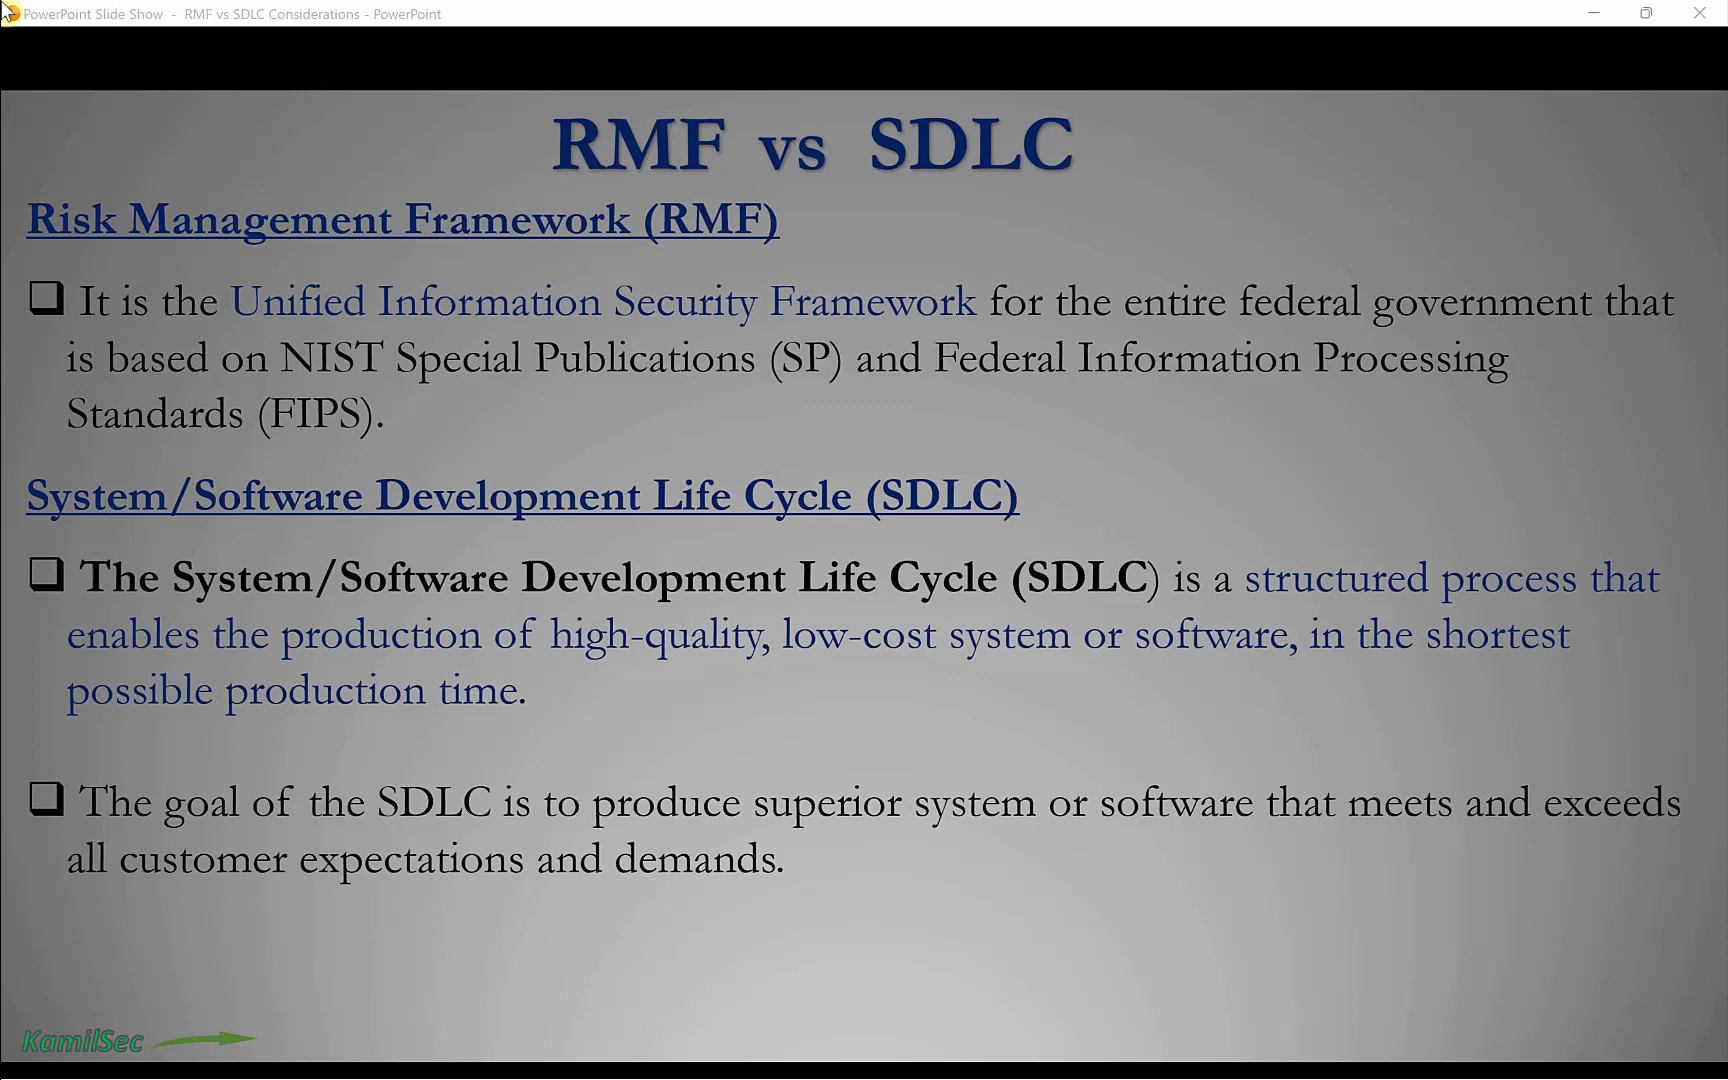 PowerPoint Slide Show - RMF vs SDLC Considerations - PowerPoint
RMF vs SDLC
Risk Management Framework (RMF)
It is the Unified Information Security Framework for the entire federal government that
is based on NIST Special Publications (SP) and Federal Information Processing
Standards (FIPS).
System/Software Development Life Cycle (SDLC)
The System/Software Development Life Cycle (SDLC) is a structured process that
enables the production of high-quality, low-cost system or software, in the shortest
possible production time.
The goal of the SDLC is to produce superior system or software that meets and exceeds
all customer expectations and demands.
KamilSec